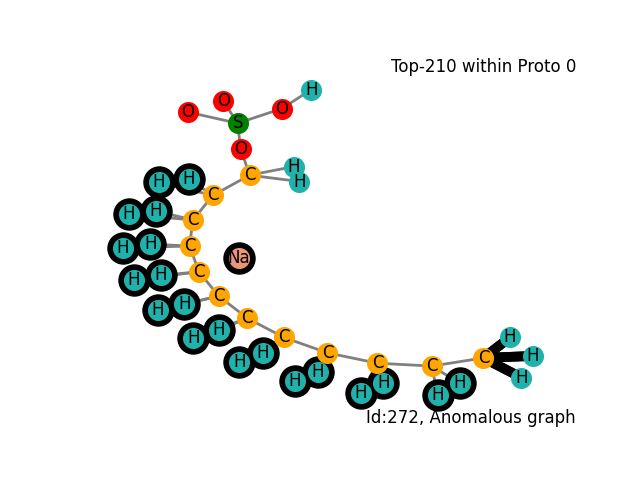 Top-210 within Proto 0
H
O
O O
S
O
H
C
H H H
C
H H
C
H H C
Na
H H C
C
H H
C
H H
C H
H H C C C C H
H H H H H
H H
Id:272, Anomalous graph